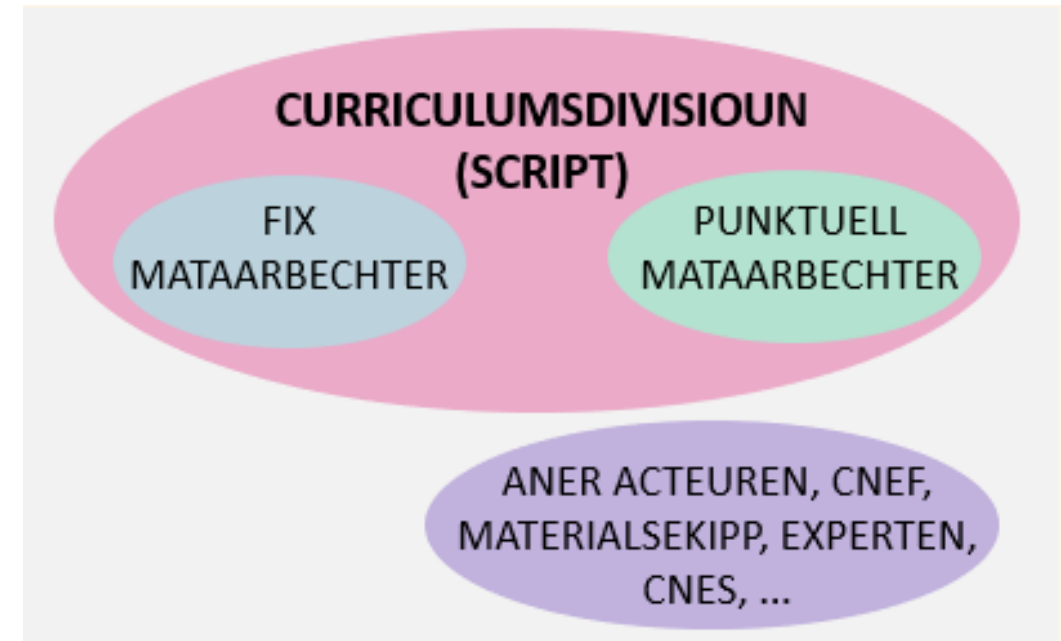 CURRICULUMSDIVISIOUN
(SCRIPT)
FIX
MATAARBECHTER
PUNKTUELL
MATAARBECHTER
ANER ACTEUREN, CNEF,
MATERIALSEKIPP, EXPERTEN,
CNES, ...